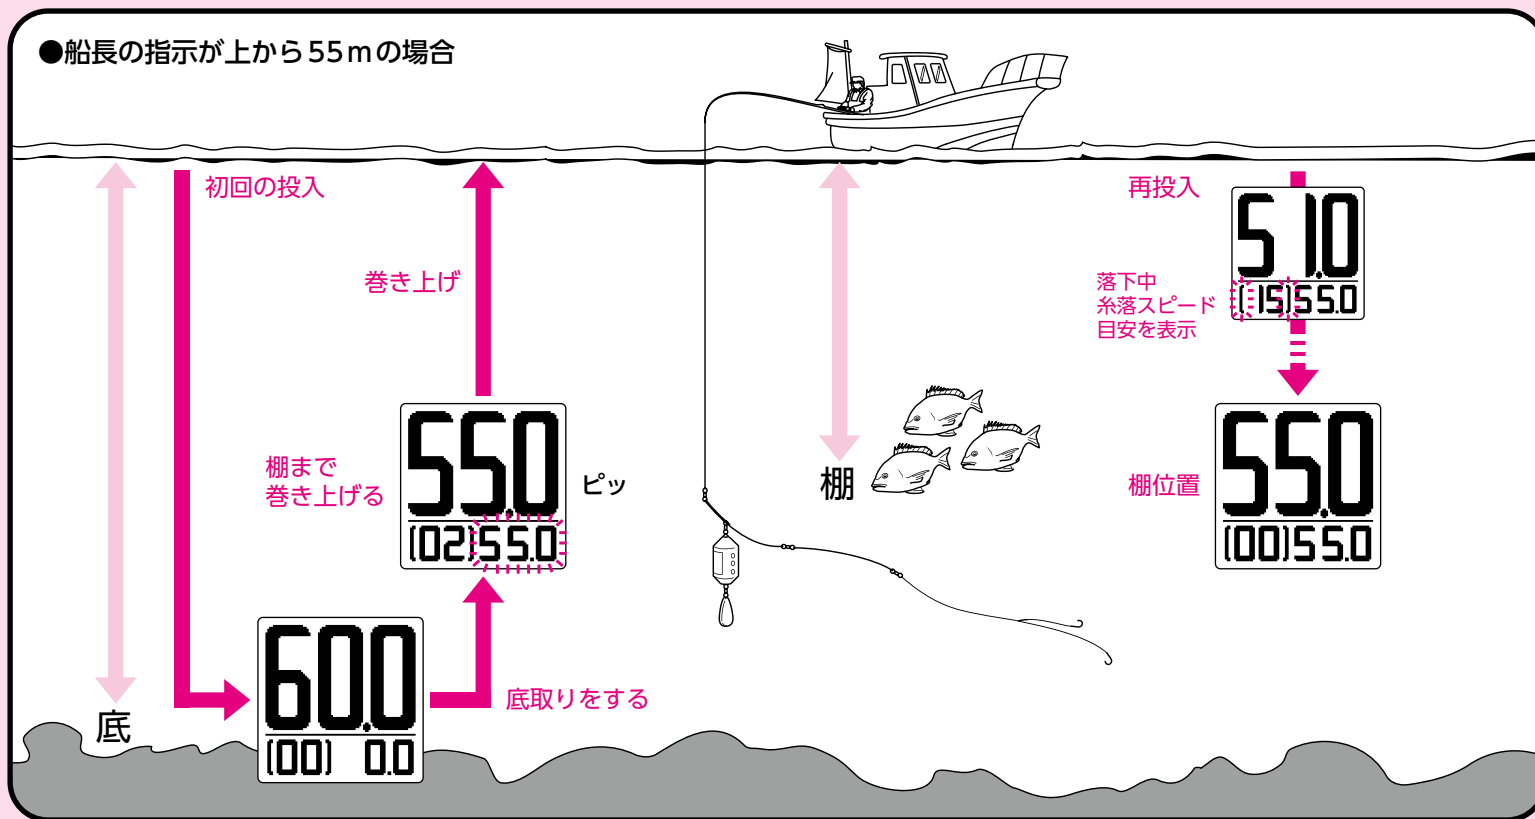 ●船長の指示が上から55mの場合
初回の投入
巻き上げ
棚まで
巻き上げる
55.0
(02)55.0
ピッ
60.0
(00) 0.0
底取りをする
底
棚
再投入
51.0
(15)55.0
落下中
糸落スピード
目安を表示
棚位置
55.0
(00)55.0